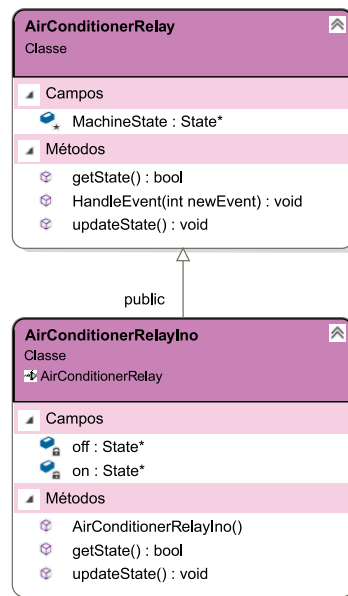 AirConditionerRelay
Classe
Campos
MachineState : State*
Métodos
getState() : bool
HandleEvent(int newEvent) : void
updateState() : void
public
AirConditionerRelayIno
Classe
AirConditionerRelay
Campos
off : State*
on : State*
Métodos
AirConditionerRelayIno()
getState() : bool
updateState() : void